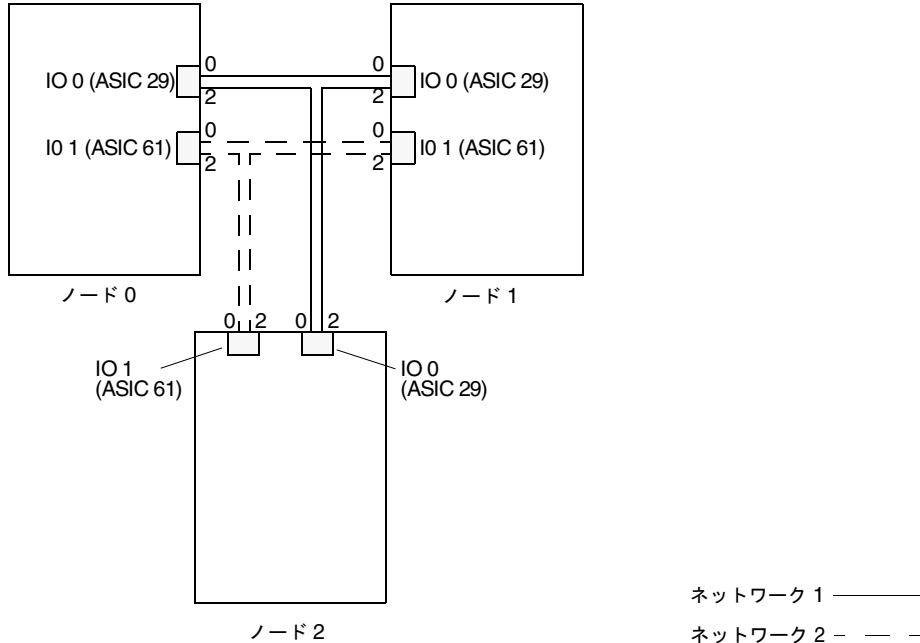 0
0
IO 0 (ASIC 29)
IO 0 (ASIC 29)
2
2
0
0
I0 1 (ASIC 61)
I0 1 (ASIC 61)
2
2
ノード 0
ノード 1
0 2 0 2
IO 1
(ASIC 61)
IO 0
(ASIC 29)
ノード 2
ネットワーク 1
ネットワーク 2